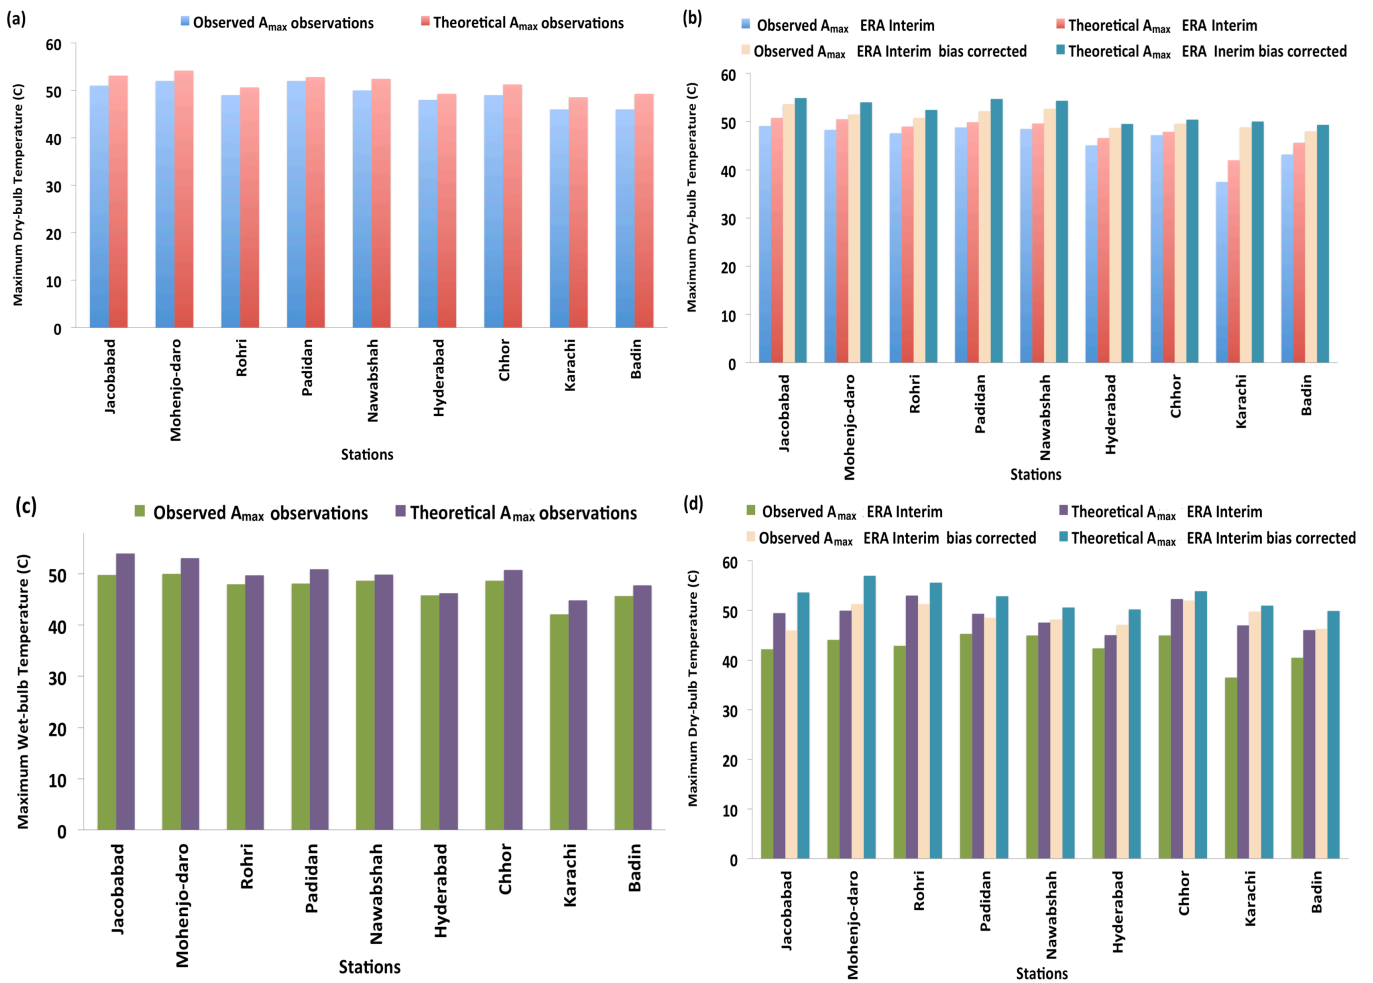 (a)
Observed Amax observations
Theoretical Amax observations
Maximum Dry-bulb Temperature (C)
60
50
40
30
20
10
0
Jacobabad
Mohenjo-daro
Rohri
Padidan
Nawabshah
Hyderabad
Chhor
Karachi
Badin
Stations
(b)
Observed Amax ERA Interim
Theoretical Amax ERA Interim
Observed Amax ERA Interim bias corrected
Theoretical Amax ERA Inerim bias corrected
Maximum Dry-bulb Temperature (C)
60
50
40
30
20
10
0
Jacobabad
Mohenjo-daro
Rohri
Padidan
Nawabshah
Hyderabad
Chhor
Karachi
Badin
Stations
(c)
Observed Amax observations
Theoretical Amax observations
Maximum Wet-bulb Temperature (C)
50
40
30
20
10
0
Jacobabad
Mohenjo-daro
Rohri
Padidan
Nawabshah
Hyderabad
Chhor
Karachi
Badin
Stations
(d)
Observed Amax ERA Interim
Theoretical Amax ERA Interim
Observed Amax ERA Interim bias corrected
Theoretical Amax ERA Interim bias corrected
Maximum Dry-bulb Temperature (C)
60
50
40
30
20
10
0
Jacobabad
Mohenjo-daro
Rohri
Padidan
Nawabshah
Hyderabad
Chhor
Karachi
Badin
Stations